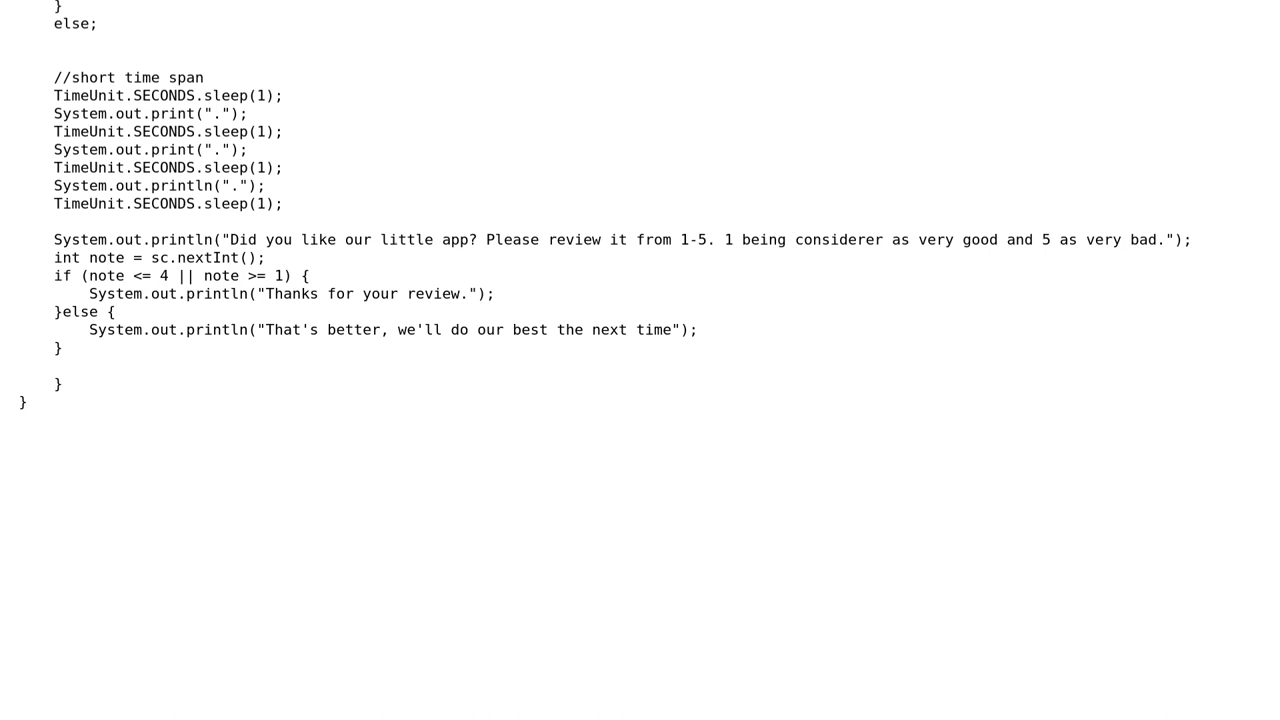 }
else;
//short time span
TimeUnit.SECONDS.sleep(1);
System.out.print(".");
TimeUnit.SECONDS.sleep(1);
System.out.print(".");
TimeUnit.SECONDS.sleep(1);
System.out.println(".");
TimeUnit.SECONDS.sleep(1);
System.out.println("Did you like our little app? Please review it from 1-5. 1 being considerer as very good and 5 as very bad.");
int note = sc.nextInt();
if (note <= 4 || note >= 1) {
System.out.println("Thanks for your review.");
}else {
System.out.println("That's better, we'll do our best the next time");
}
}
}